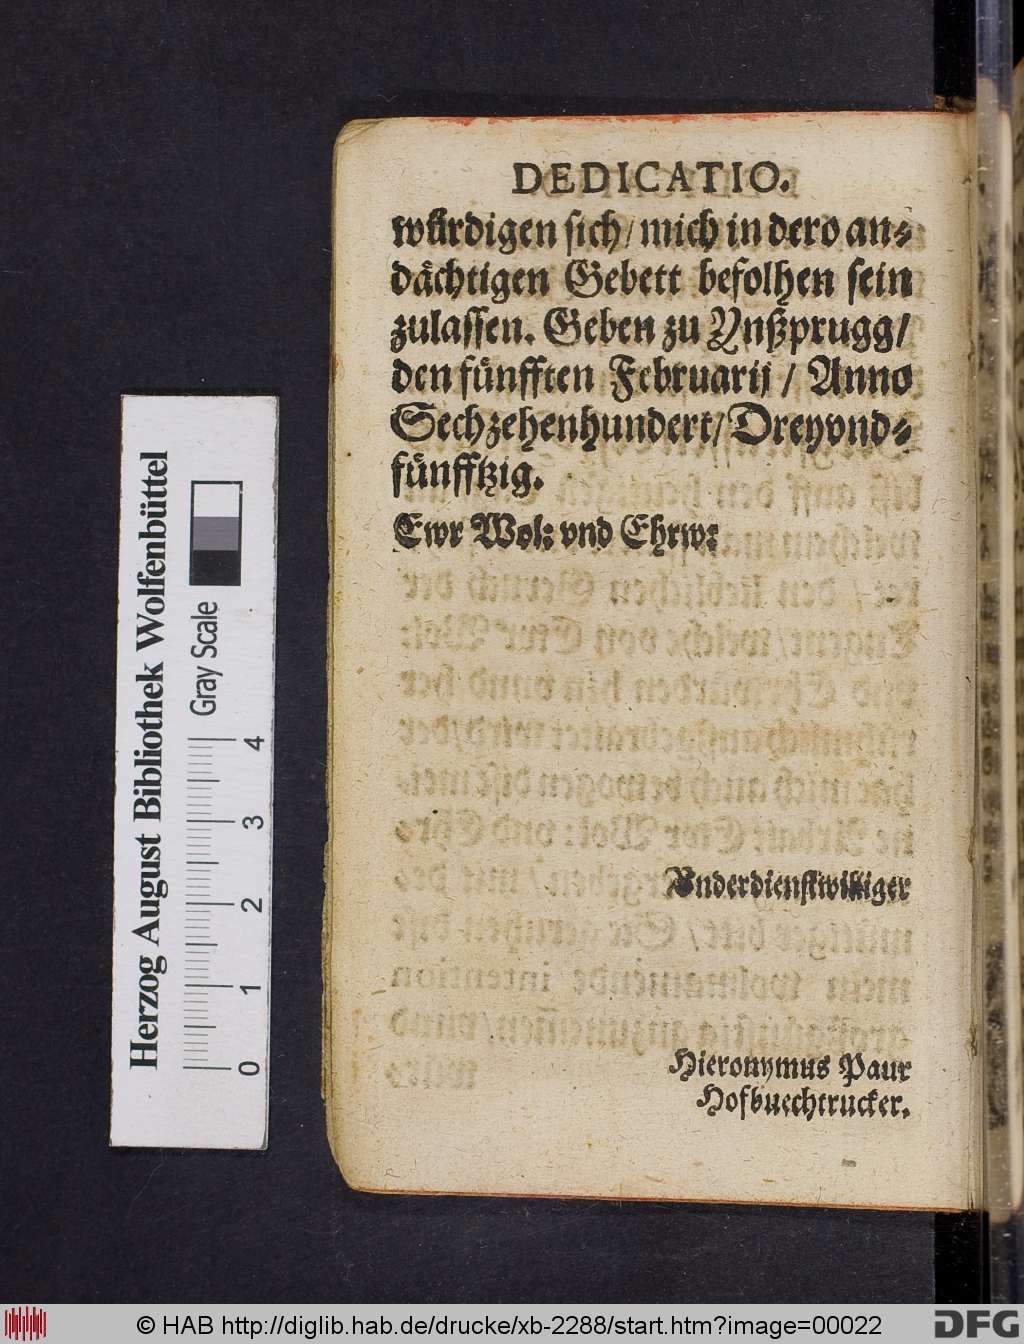 DEDICATIO.
würdigen sich / mich in dero an-
dächtigen Gebett befolhen sein
zulassen. Geben zu Ynßprugg /
den fünfften Februarij / Anno
Sechzehenhundert / Dreyvnd-
fünfftzig.
Ewr Wol: vnd Ehrw:
Vnderdienstwilliger
Hieronymus Paur
Hofbuechtrucker.
Herzog August Bibliothek Wolfenbüttel
Gray Scale
0 1 2 3 4
© HAB http://diglib.hab.de/drucke/xb-2288/start.htm?image=00022
DFG